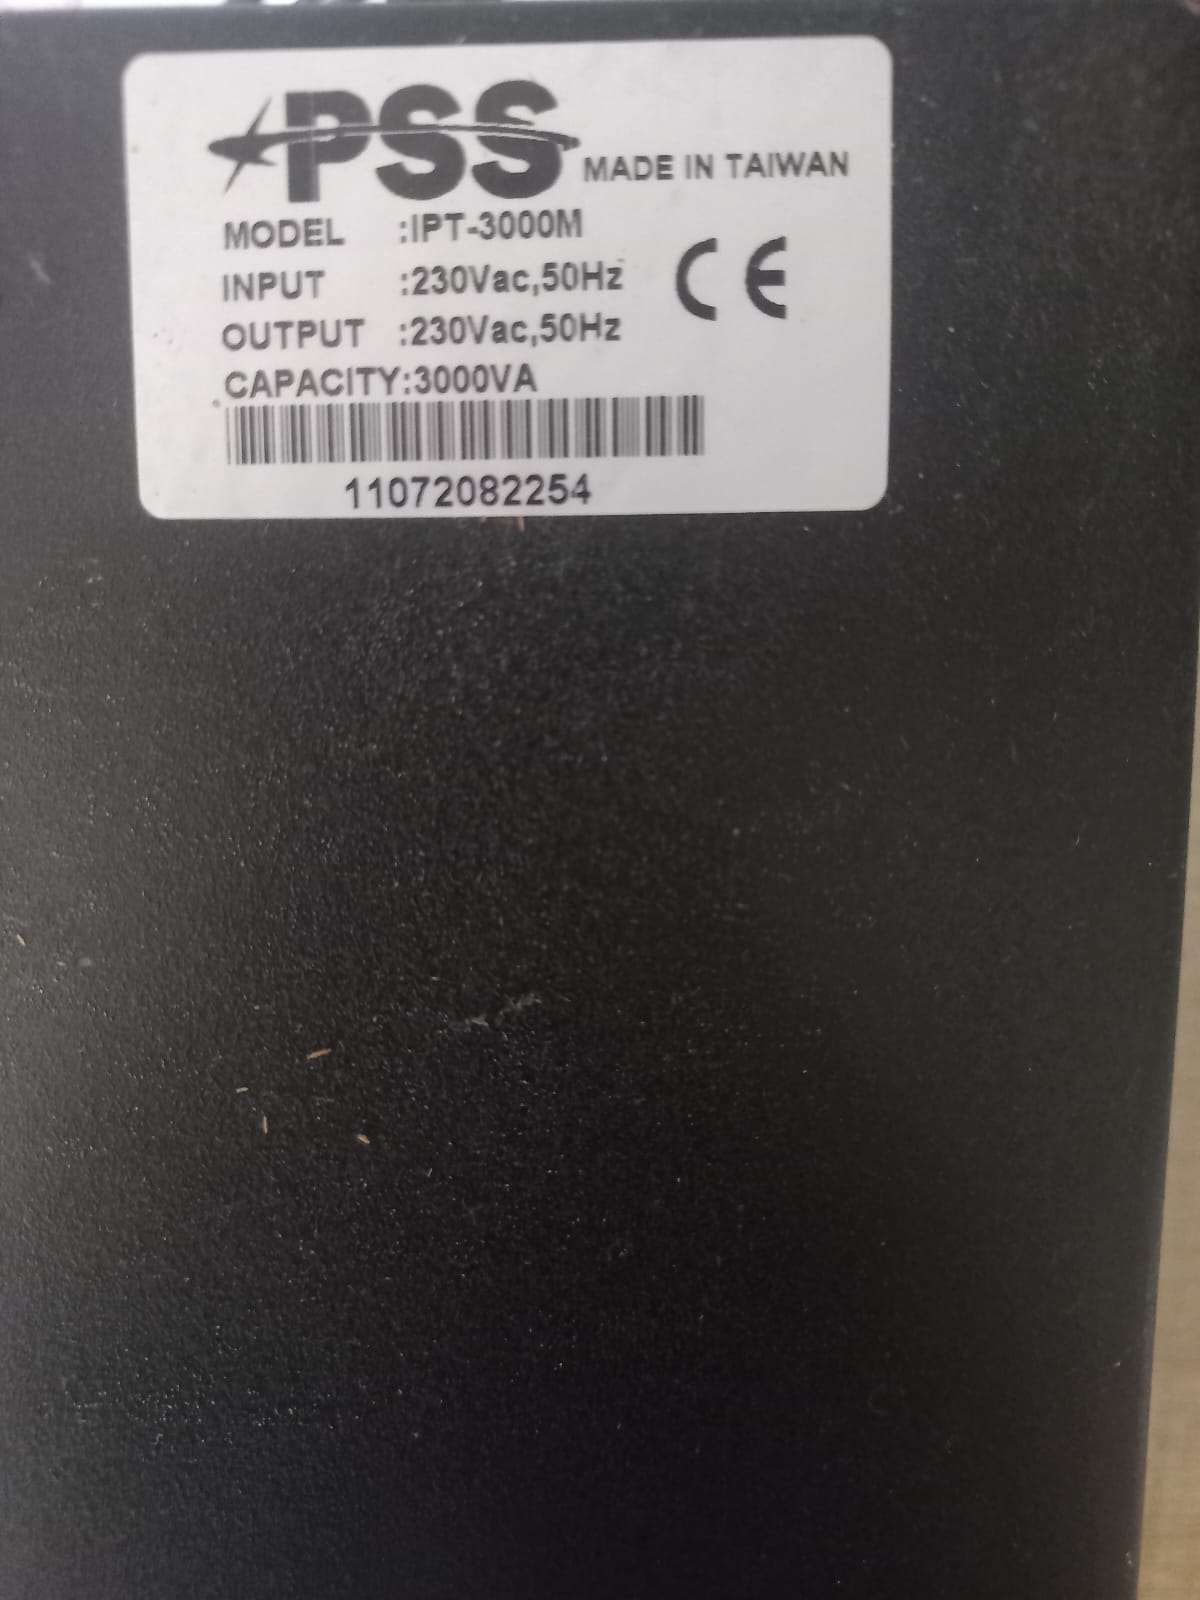 PSS MADE IN TAIWAN
MODEL :IPT-3000M
INPUT :230Vac,50Hz
OUTPUT :230Vac,50Hz
CAPACITY:3000VA
CE
11072082254